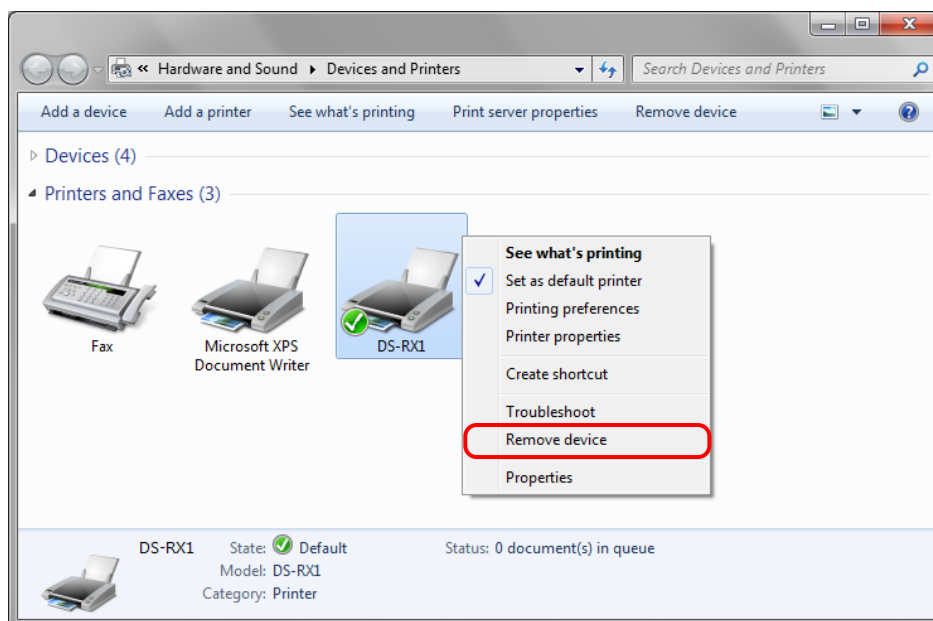 « Hardware and Sound ▸ Devices and Printers
Search Devices and Printers
Add a device Add a printer See what's printing Print server properties Remove device
Devices (4)
Printers and Faxes (3)
Fax
Microsoft XPS
Document Writer
DS-RX1
See what's printing
Set as default printer
Printing preferences
Printer properties
Create shortcut
Troubleshoot
Remove device
Properties
DS-RX1 State: Default Status: 0 document(s) in queue
Model: DS-RX1
Category: Printer